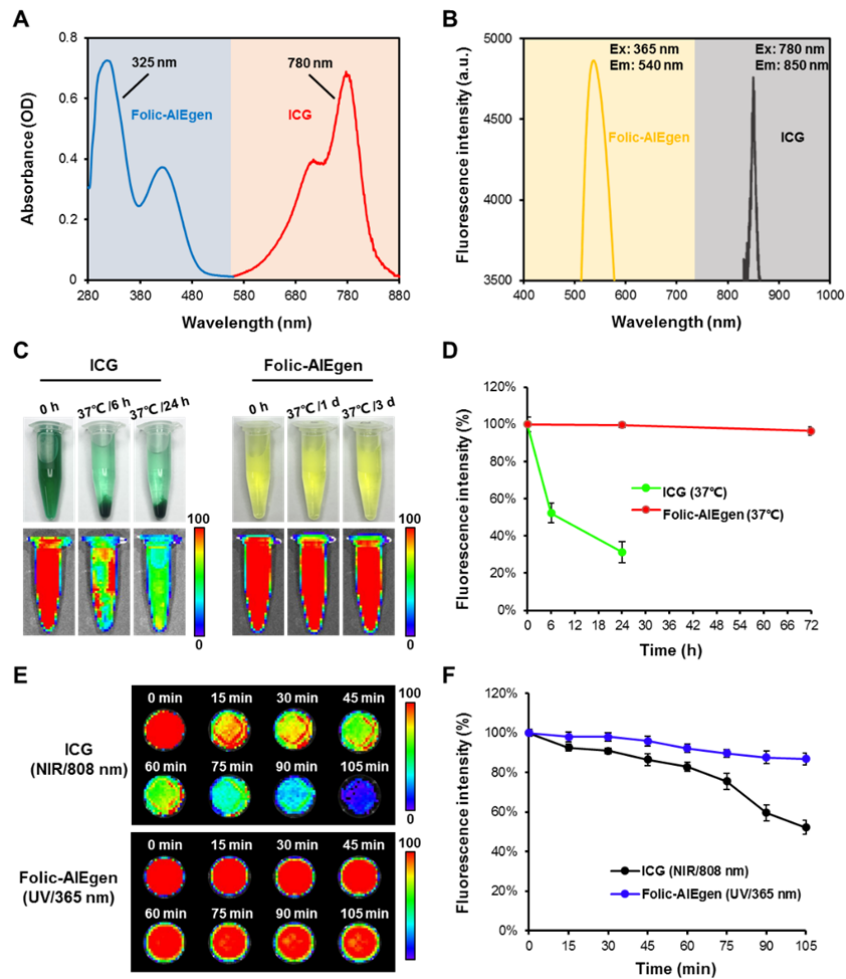 A
0.8
0.6
0.4
0.2
0
Absorbance (OD)
325 nm
780 nm
Folic-AIEgen
ICG
280 380 480 580 680 780 880
Wavelength (nm)
B
5000
4500
4000
3500
Fluorescence intensity (a.u.)
Ex: 365 nm
Em: 540 nm
Ex: 780 nm
Em: 850 nm
Folic-AIEgen
ICG
400 500 600 700 800 900 1000
Wavelength (nm)
C
ICG
Folic-AIEgen
0 h 37℃/6 h 37℃/24 h
0 h 37℃/1 d 37℃/3 d
100
0
100
0
D
120%
100%
80%
60%
40%
20%
0%
Fluorescence intensity (%)
ICG (37℃)
Folic-AIEgen (37℃)
0 6 12 18 24 30 36 42 48 54 60 66 72
Time (h)
E
ICG
(NIR/808 nm)
0 min 15 min 30 min 45 min
60 min 75 min 90 min 105 min
100
0
Folic-AIEgen
(UV/365 nm)
0 min 15 min 30 min 45 min
60 min 75 min 90 min 105 min
100
0
F
120%
100%
80%
60%
40%
20%
0%
Fluorescence intensity (%)
ICG (NIR/808 nm)
Folic-AIEgen (UV/365 nm)
0 15 30 45 60 75 90 105
Time (min)